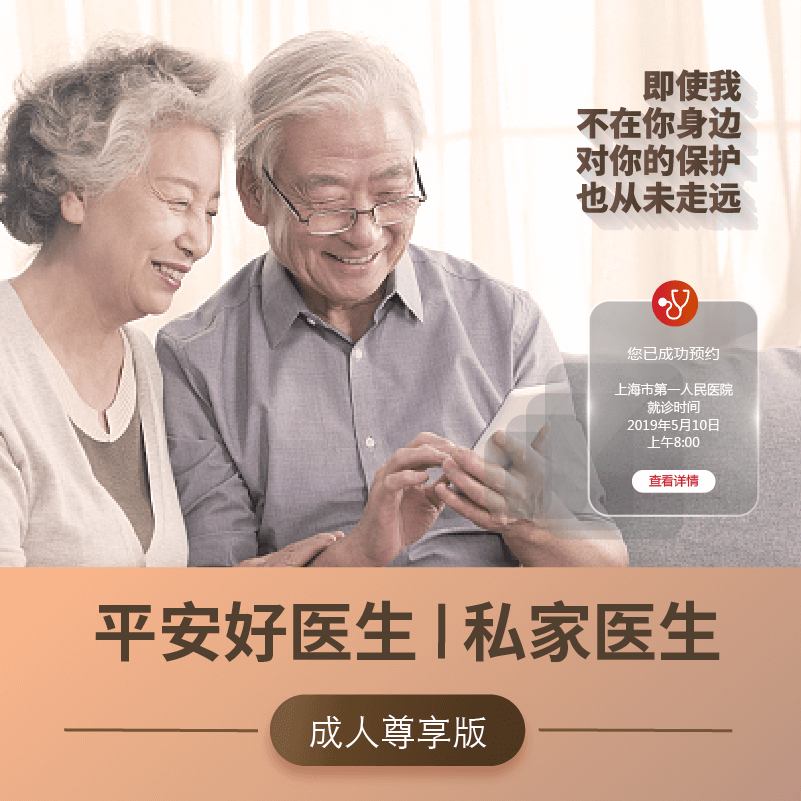 即使我
不在你身边
对你的保护
也从未走远
您已成功预约
上海市第一人民医院
就诊时间
2019年5月10日
上午8:00
查看详情
平安好医生 | 私家医生
成人尊享版